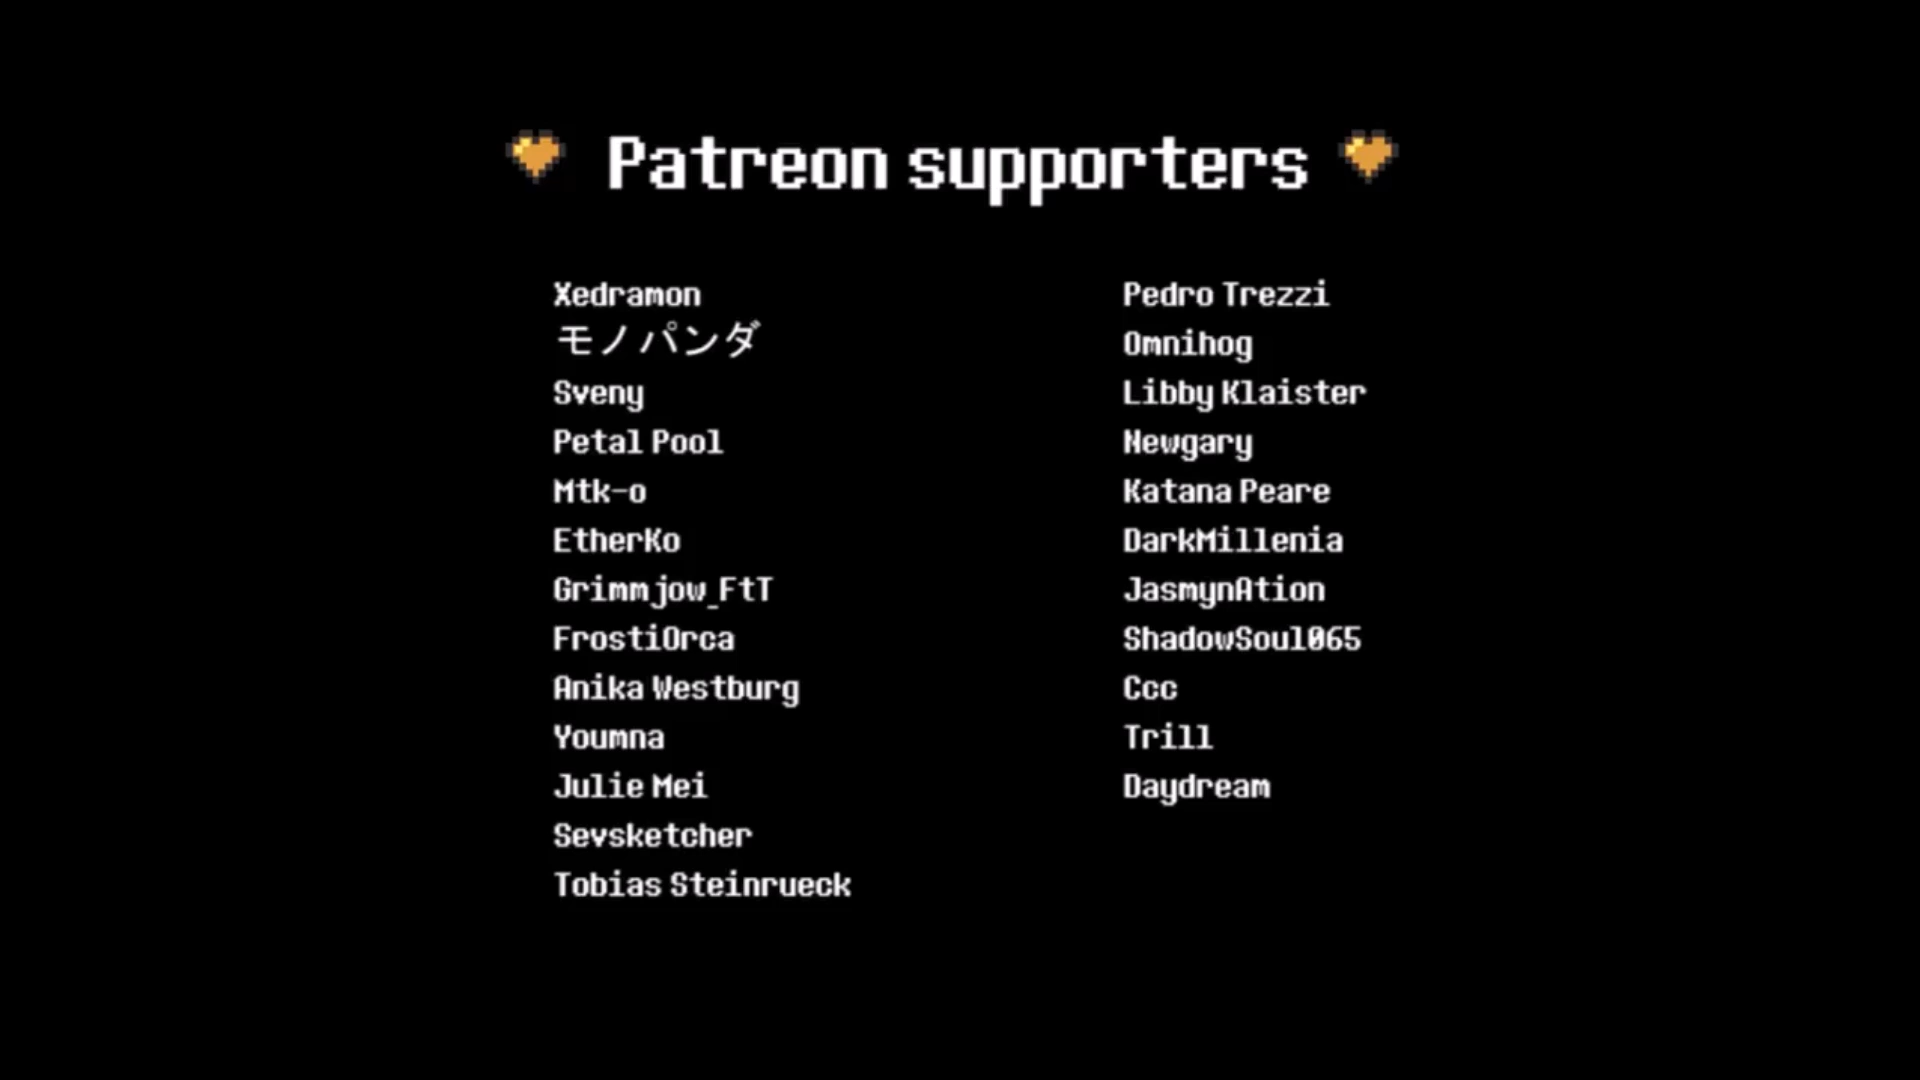 Patreon supporters
Xedramon
モノパンダ
Sveny
Petal Pool
Mtk-o
EtherKo
Grimmjow_FtT
FrostiOrca
Anika Westburg
Youmna
Julie Mei
Sevsketcher
Tobias Steinrueck
Pedro Trezzi
Omnihog
Libby Klaister
Newgary
Katana Peare
DarkMillenia
JasmynAtion
ShadowSoul065
Ccc
Trill
Daydream